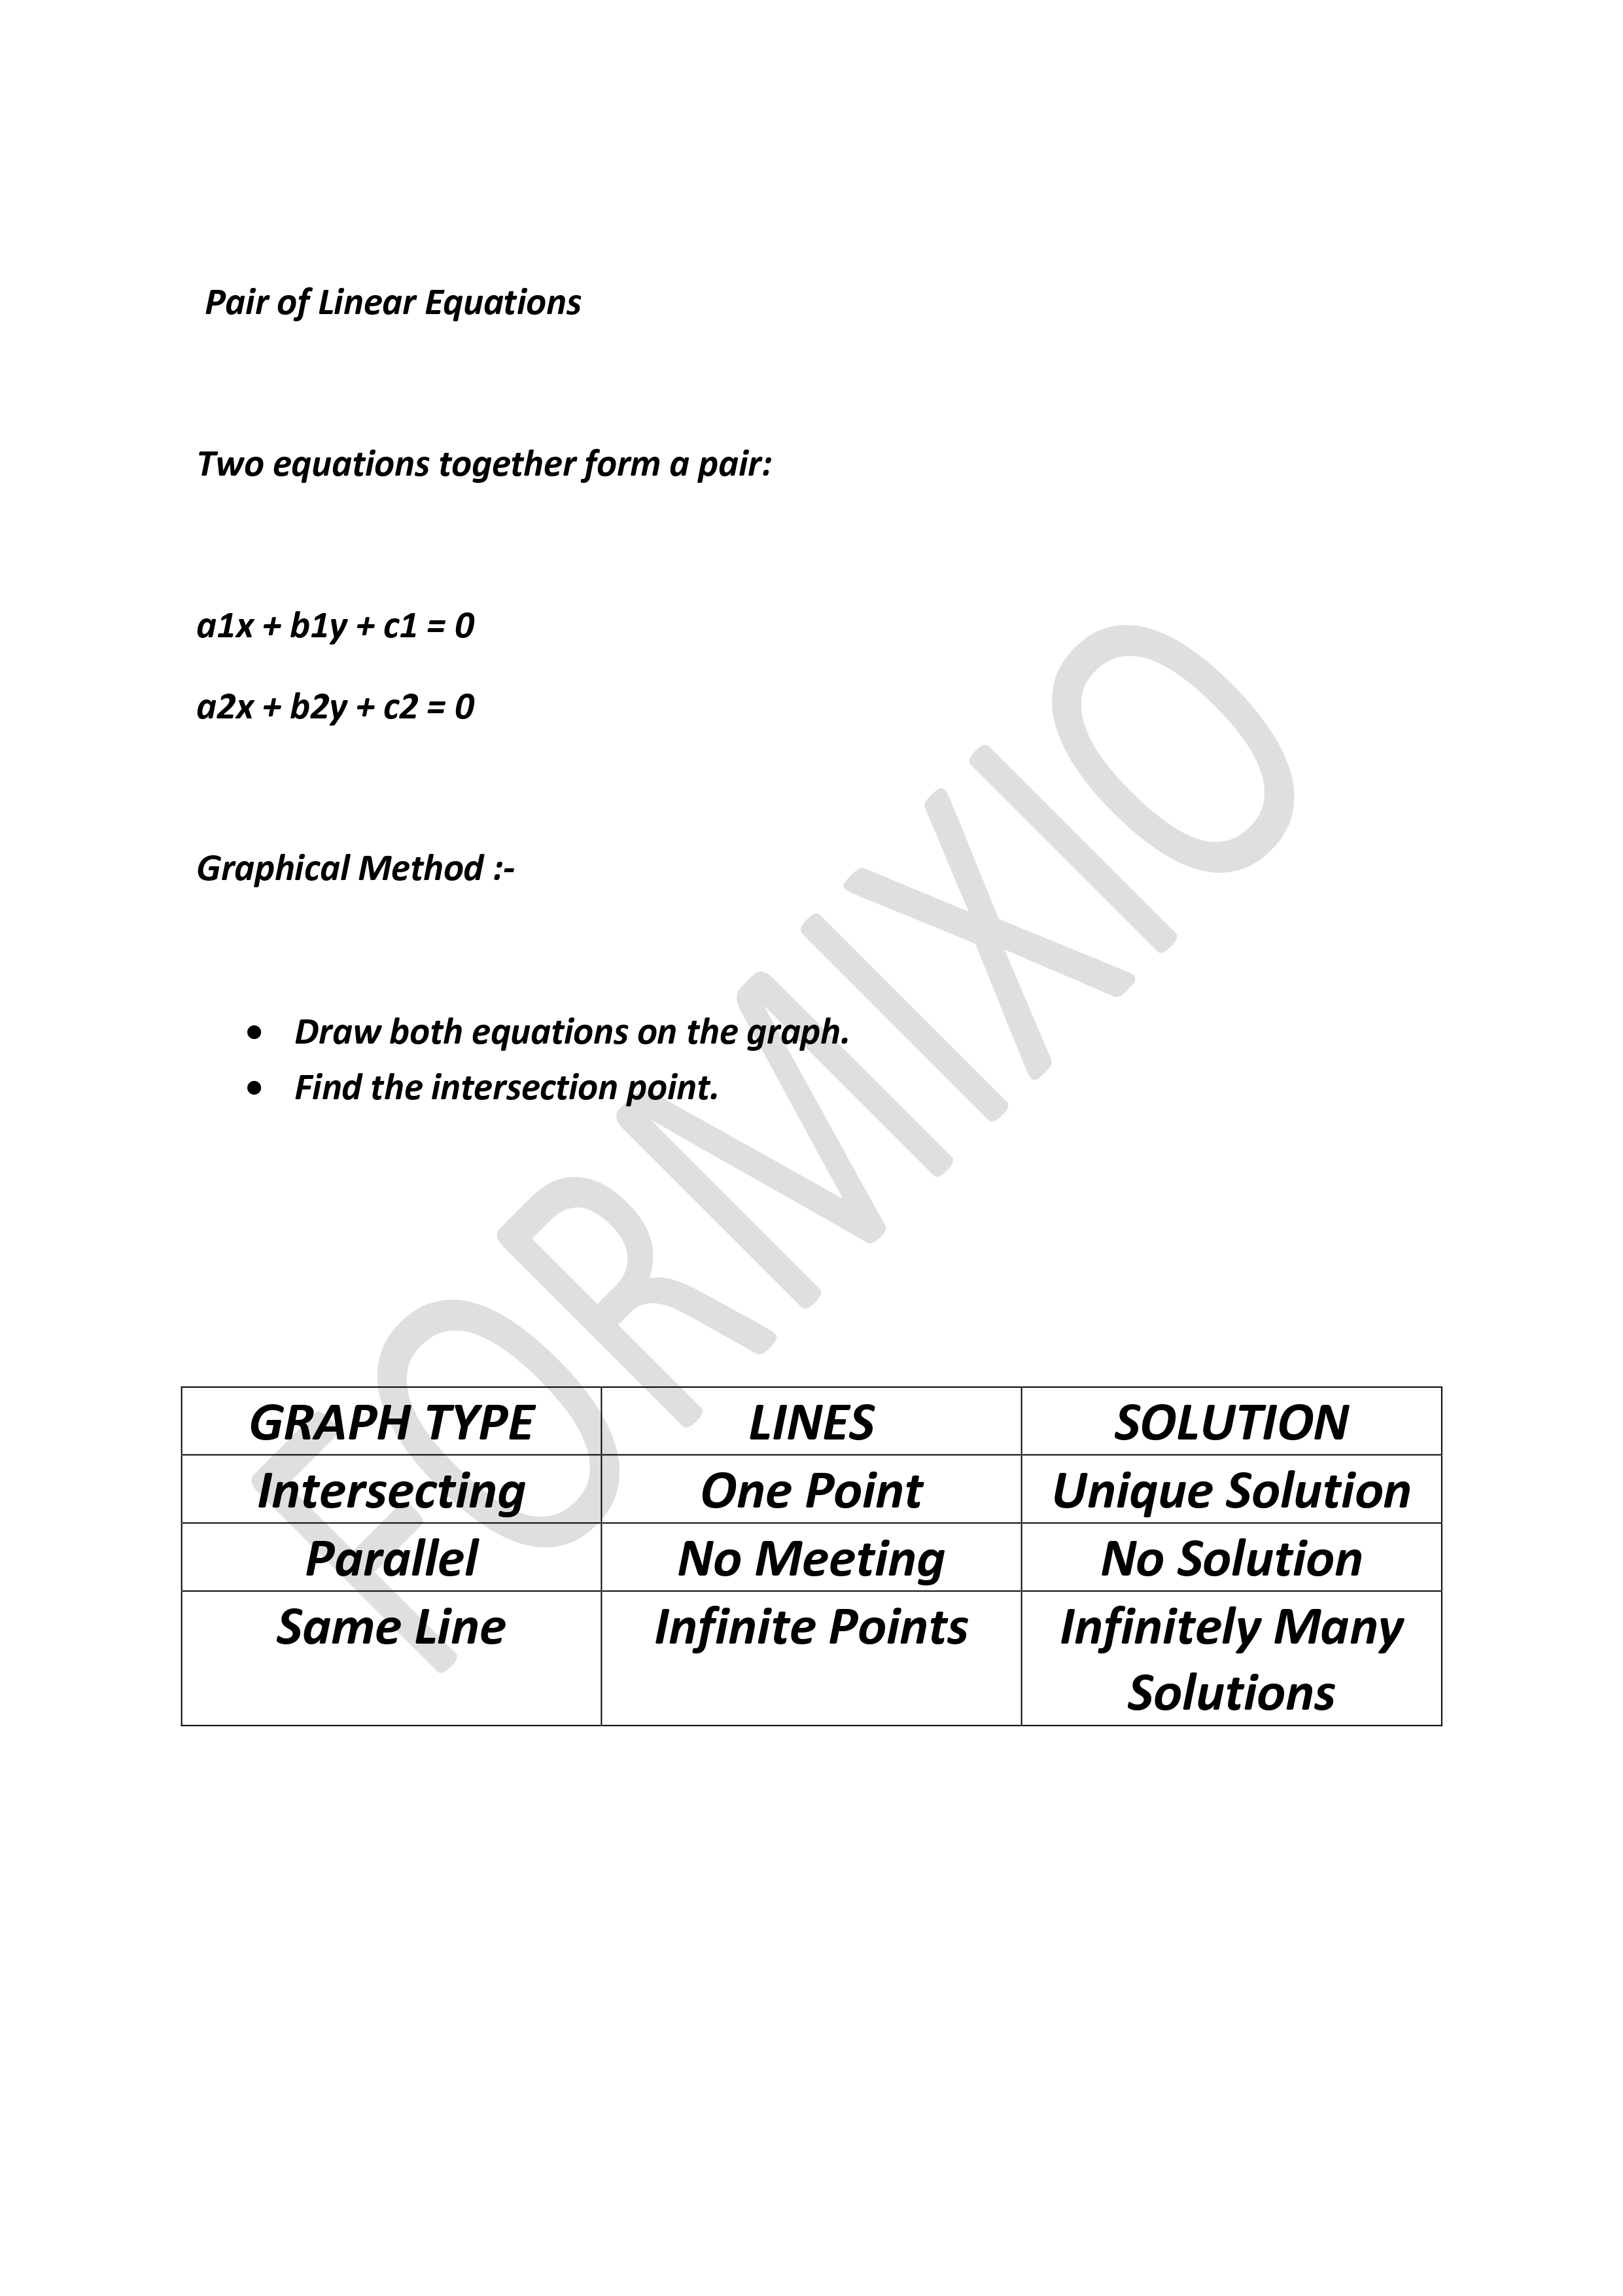 Pair of Linear Equations
Two equations together form a pair:
a1x + b1y + c1 = 0
a2x + b2y + c2 = 0
Graphical Method :-
• Draw both equations on the graph.
• Find the intersection point.
FORMIXIO
GRAPH TYPE LINES SOLUTION
Intersecting One Point Unique Solution
Parallel No Meeting No Solution
Same Line Infinite Points Infinitely Many
Solutions